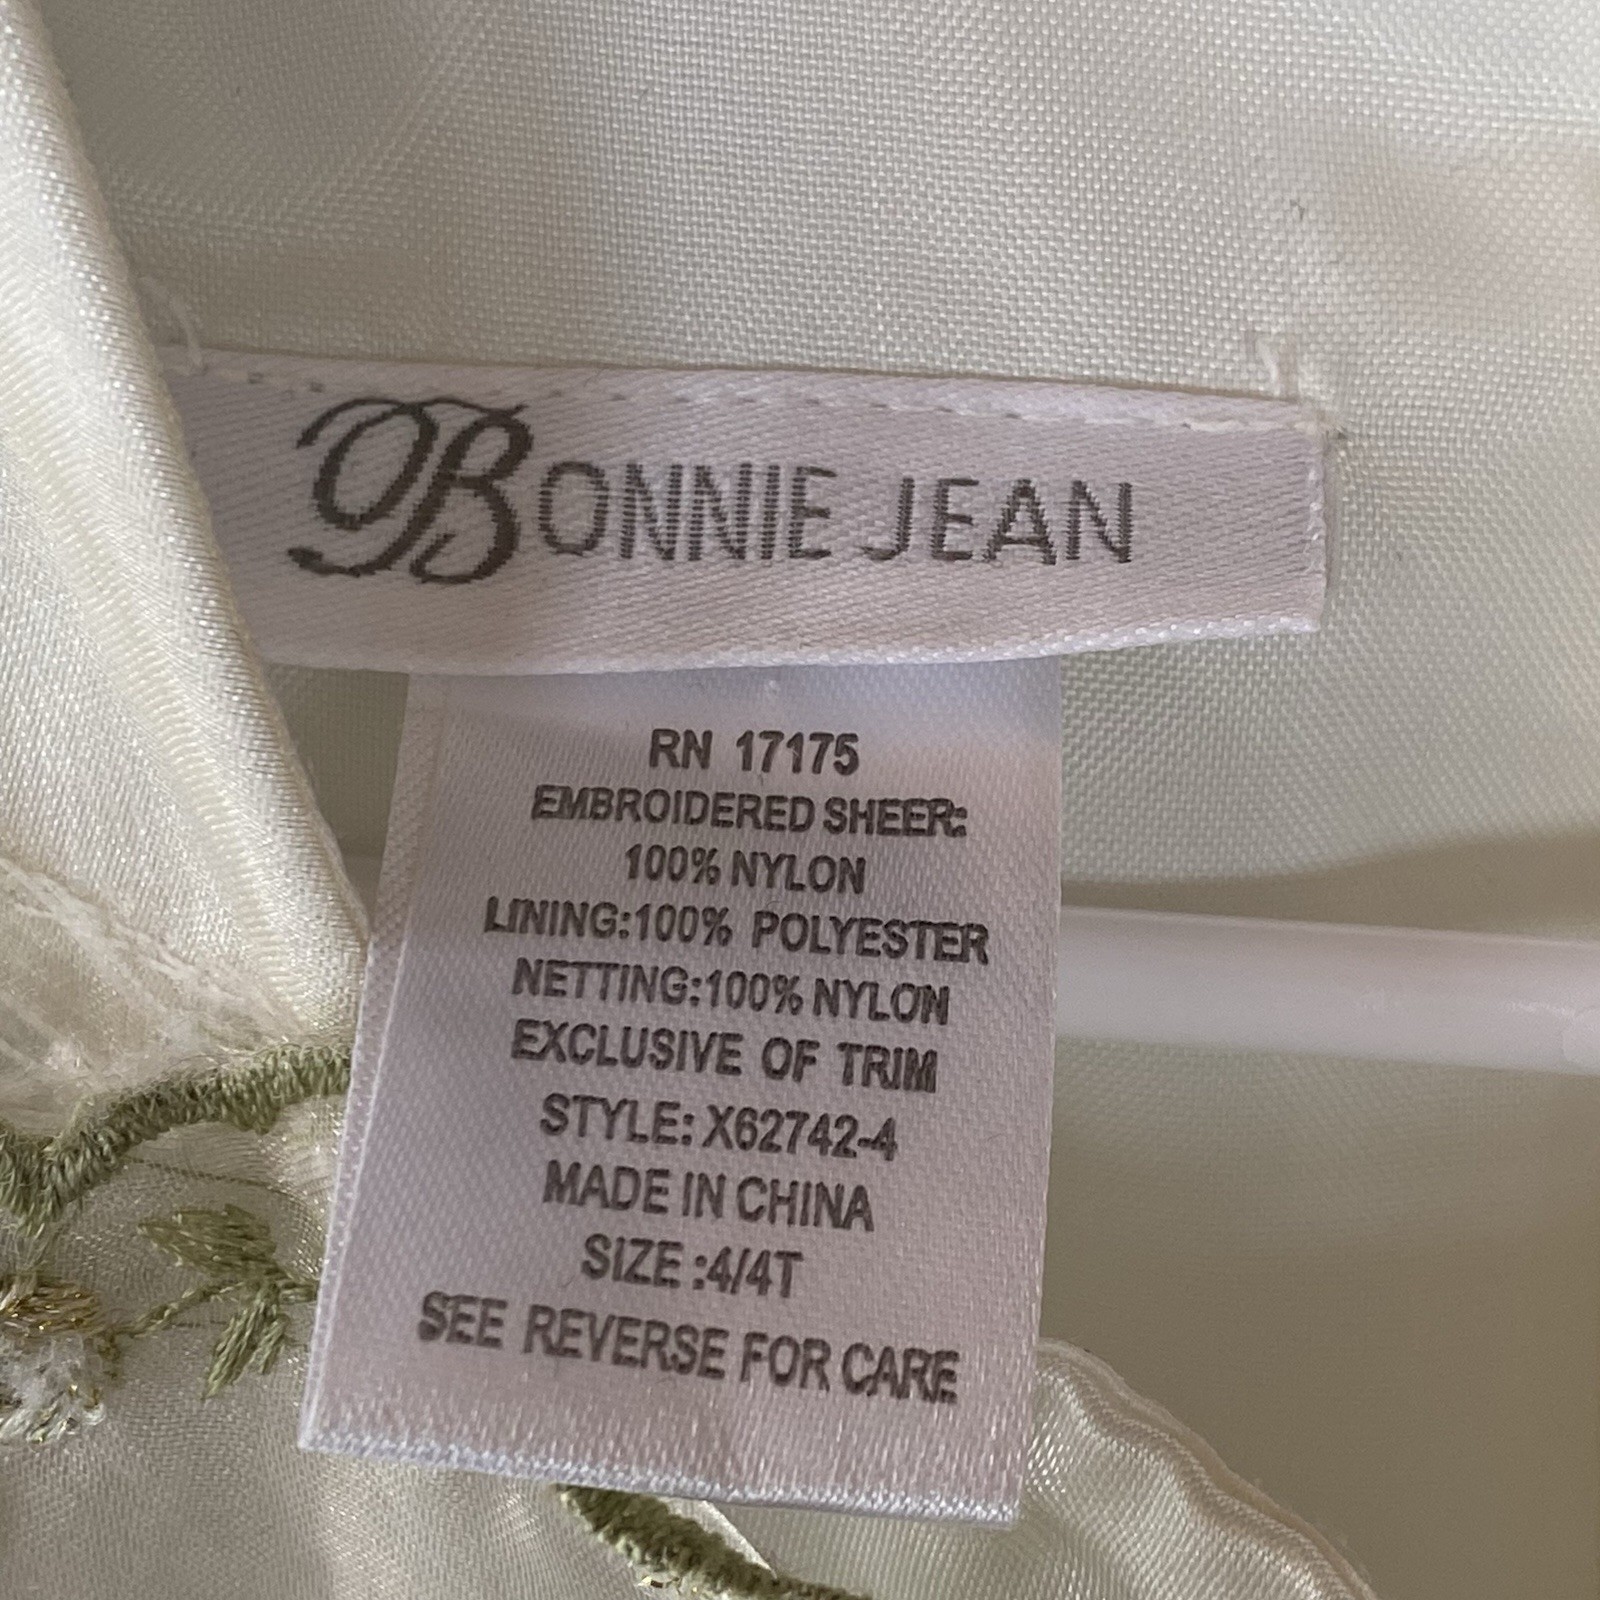 BONNIE JEAN
RN 17175
EMBROIDERED SHEER:
100% NYLON
LINING:100% POLYESTER
NETTING:100% NYLON
EXCLUSIVE OF TRIM
STYLE: X62742-4
MADE IN CHINA
SIZE :4/4T
SEE REVERSE FOR CARE